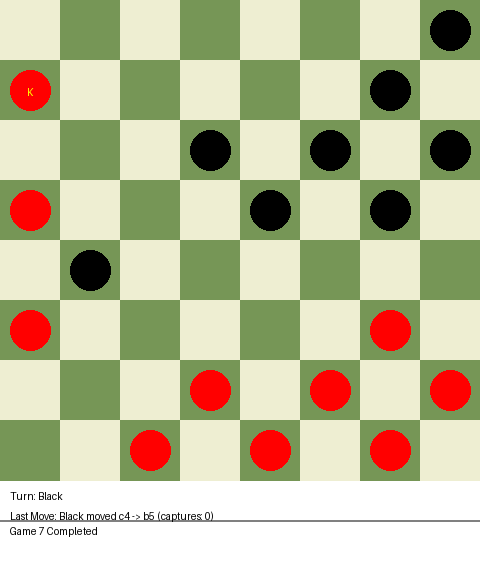 K
Turn: Black
Last Move: Black moved c4 -> b5 (captures: 0)
Game 7 Completed